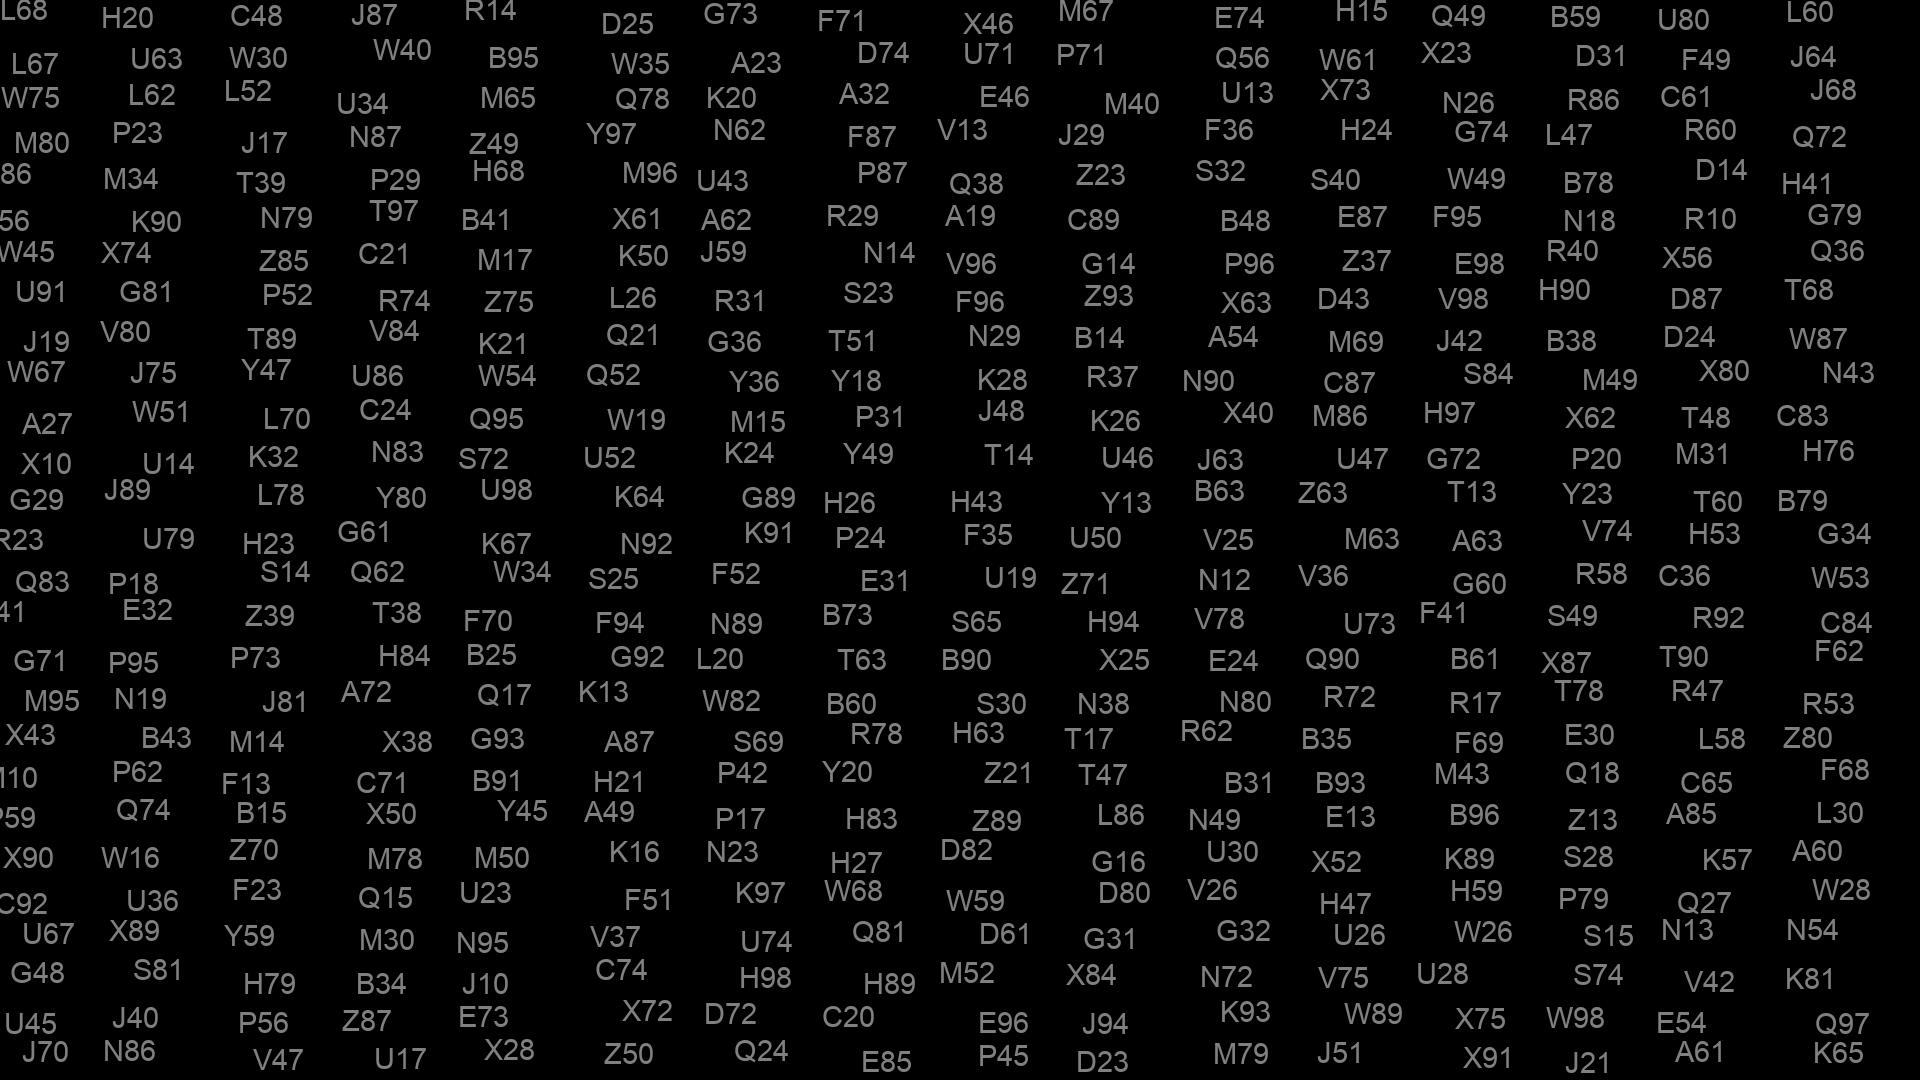 L68 H20 C48 J87 R14 D25 G73 F71 X46 M67 E74 H15 Q49 B59 U80 L60
L67 U63 W30 W40 B95 W35 A23 D74 U71 P71 Q56 W61 X23 D31 F49 J64
W75 L62 L52 U34 M65 Q78 K20 A32 E46 M40 U13 X73 N26 R86 C61 J68
M80 P23 J17 N87 Z49 Y97 N62 F87 V13 J29 F36 H24 G74 L47 R60 Q72
86 M34 T39 P29 H68 M96 U43 P87 Q38 Z23 S32 S40 W49 B78 D14 H41
56 K90 N79 T97 B41 X61 A62 R29 A19 C89 B48 E87 F95 N18 R10 G79
W45 X74 Z85 C21 M17 K50 J59 N14 V96 G14 P96 Z37 E98 R40 X56 Q36
U91 G81 P52 R74 Z75 L26 R31 S23 F96 Z93 X63 D43 V98 H90 D87 T68
J19 V80 T89 V84 K21 Q21 G36 T51 N29 B14 A54 M69 J42 B38 D24 W87
W67 J75 Y47 U86 W54 Q52 Y36 Y18 K28 R37 N90 C87 S84 M49 X80 N43
A27 W51 L70 C24 Q95 W19 M15 P31 J48 K26 X40 M86 H97 X62 T48 C83
X10 U14 K32 N83 S72 U52 K24 Y49 T14 U46 J63 U47 G72 P20 M31 H76
G29 J89 L78 Y80 U98 K64 G89 H26 H43 Y13 B63 Z63 T13 Y23 T60 B79
R23 U79 H23 G61 K67 N92 K91 P24 F35 U50 V25 M63 A63 V74 H53 G34
Q83 P18 S14 Q62 W34 S25 F52 E31 U19 Z71 N12 V36 G60 R58 C36 W53
41 E32 Z39 T38 F70 F94 N89 B73 S65 H94 V78 U73 F41 S49 R92 C84
G71 P95 P73 H84 B25 G92 L20 T63 B90 X25 E24 Q90 B61 X87 T90 F62
M95 N19 J81 A72 Q17 K13 W82 B60 S30 N38 N80 R72 R17 T78 R47 R53
X43 B43 M14 X38 G93 A87 S69 R78 H63 T17 R62 B35 F69 E30 L58 Z80
10 P62 F13 C71 B91 H21 P42 Y20 Z21 T47 B31 B93 M43 Q18 C65 F68
59 Q74 B15 X50 Y45 A49 P17 H83 Z89 L86 N49 E13 B96 Z13 A85 L30
X90 W16 Z70 M78 M50 K16 N23 H27 D82 G16 U30 X52 K89 S28 K57 A60
C92 U36 F23 Q15 U23 F51 K97 W68 W59 D80 V26 H47 H59 P79 Q27 W28
U67 X89 Y59 M30 N95 V37 U74 Q81 D61 G31 G32 U26 W26 S15 N13 N54
G48 S81 H79 B34 J10 C74 H98 H89 M52 X84 N72 V75 U28 S74 V42 K81
U45 J40 P56 Z87 E73 X72 D72 C20 E96 J94 K93 W89 X75 W98 E54 Q97
J70 N86 V47 U17 X28 Z50 Q24 E85 P45 D23 M79 J51 X91 J21 A61 K65